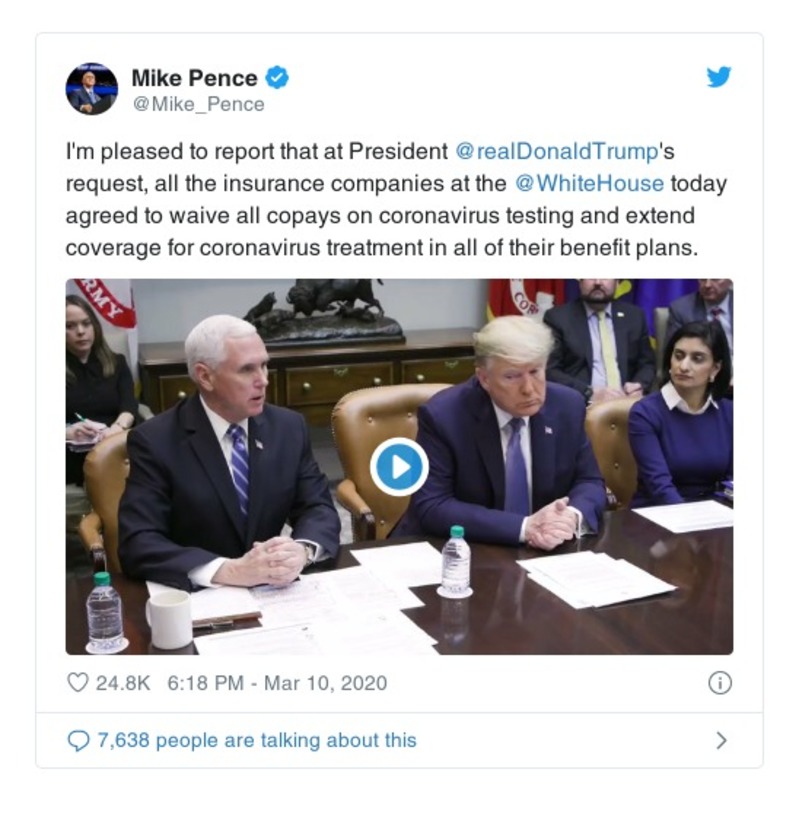 Mike Pence
@Mike_Pence
I'm pleased to report that at President @realDonaldTrump's
request, all the insurance companies at the @WhiteHouse today
agreed to waive all copays on coronavirus testing and extend
coverage for coronavirus treatment in all of their benefit plans.
RMY
COR
24.8K 6:18 PM - Mar 10, 2020
7,638 people are talking about this